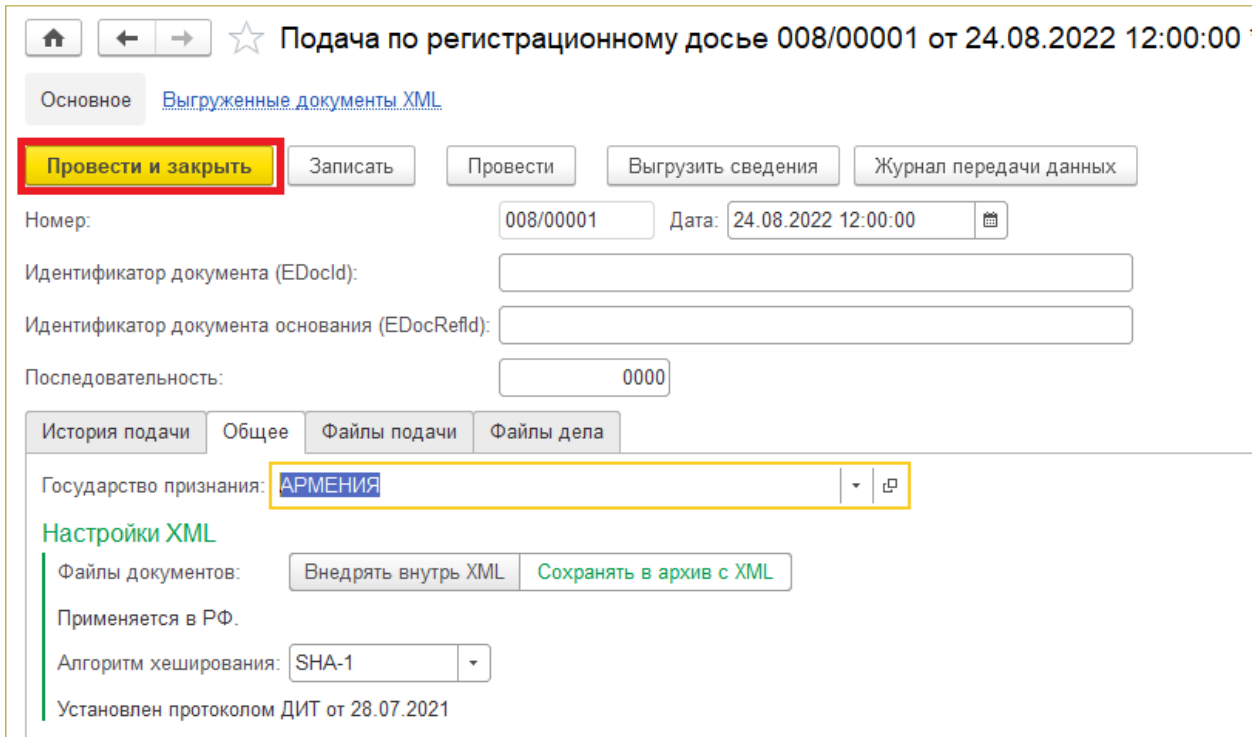 Подача по регистрационному досье 008/00001 от 24.08.2022 12:00:00
Основное Выгруженные документы XML
Провести и закрыть Записать Провести Выгрузить сведения Журнал передачи данных
Номер: 008/00001 Дата: 24.08.2022 12:00:00
Идентификатор документа (EDocId):
Идентификатор документа основания (EDocRefId):
Последовательность: 0000
История подачи Общее Файлы подачи Файлы дела
Государство признания: АРМЕНИЯ
Настройки XML
Файлы документов: Внедрять внутрь XML Сохранять в архив с XML
Применяется в РФ.
Алгоритм хеширования: SHA-1
Установлен протоколом ДИТ от 28.07.2021